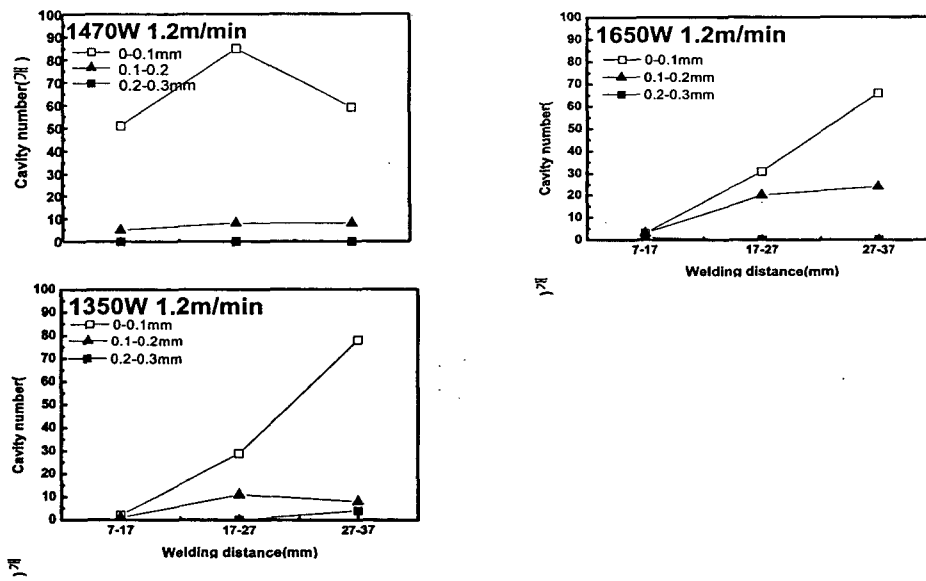 1470W 1.2m/min
0-0.1mm
0.1-0.2
0.2-0.3mm
Cavity number(개)
100
90
80
70
60
50
40
30
20
10
0
1650W 1.2m/min
0-0.1mm
0.1-0.2mm
0.2-0.3mm
Cavity number(
100
90
80
70
60
50
40
30
20
10
0
7-17 17-27 27-37
Welding distance(mm)
)개
1350W 1.2m/min
0-0.1mm
0.1-0.2mm
0.2-0.3mm
Cavity number(
100
90
80
70
60
50
40
30
20
10
0
7-17 17-27 27-37
Welding distance(mm)
)개